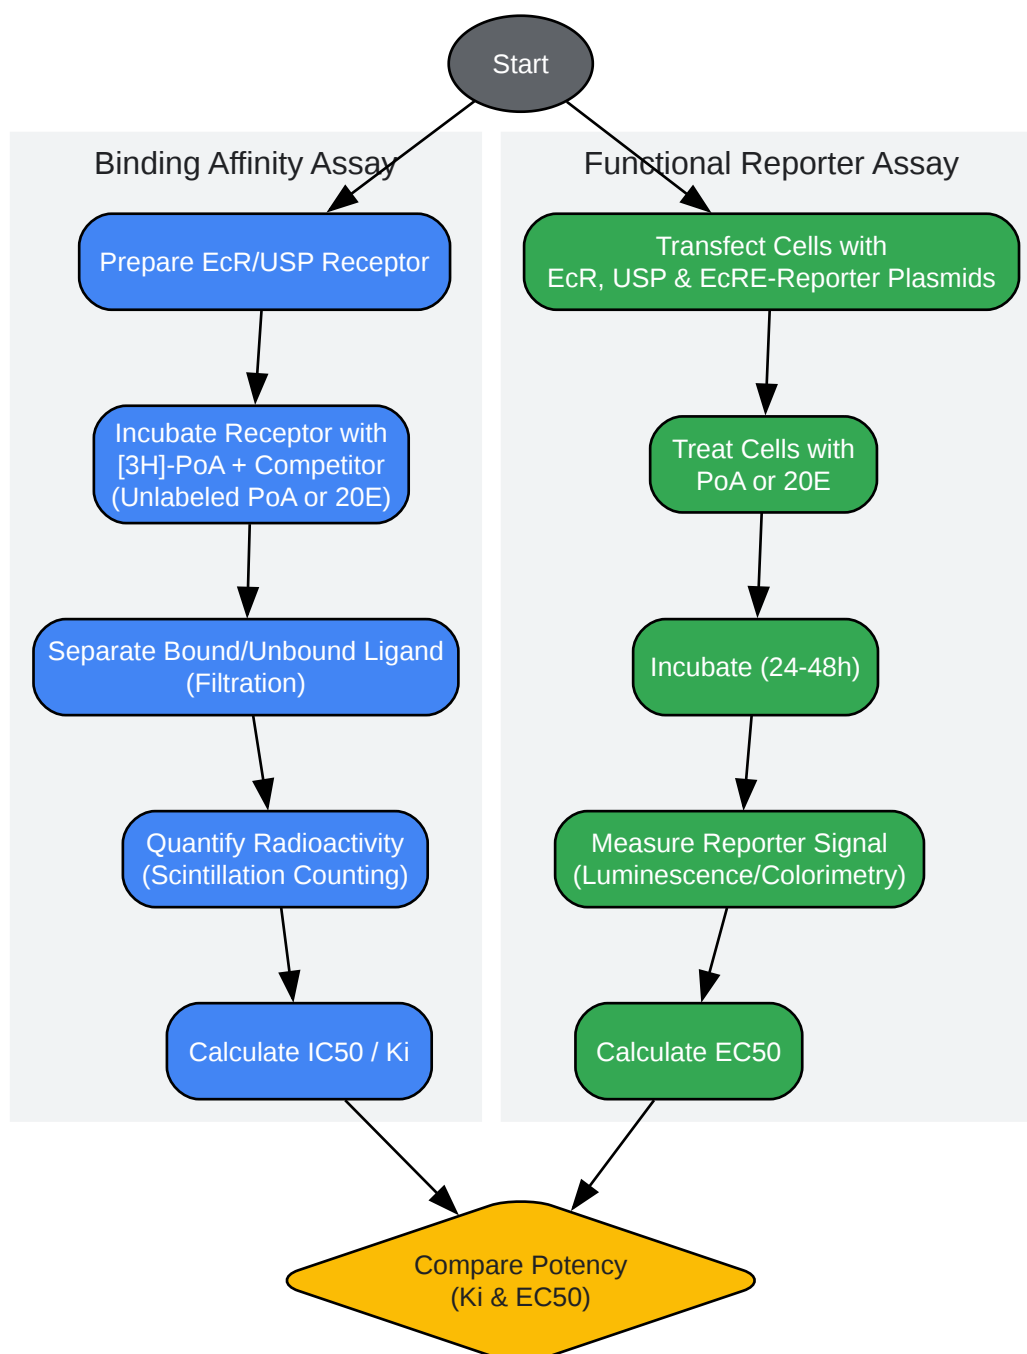 Start
Binding Affinity Assay
Prepare EcR/USP Receptor
Incubate Receptor with
[3H]-PoA + Competitor
(Unlabeled PoA or 20E)
Separate Bound/Unbound Ligand
(Filtration)
Quantify Radioactivity
(Scintillation Counting)
Calculate IC50 / Ki
Functional Reporter Assay
Transfect Cells with
EcR, USP & EcRE-Reporter Plasmids
Treat Cells with
PoA or 20E
Incubate (24-48h)
Measure Reporter Signal
(Luminescence/Colorimetry)
Calculate EC50
Compare Potency
(Ki & EC50)